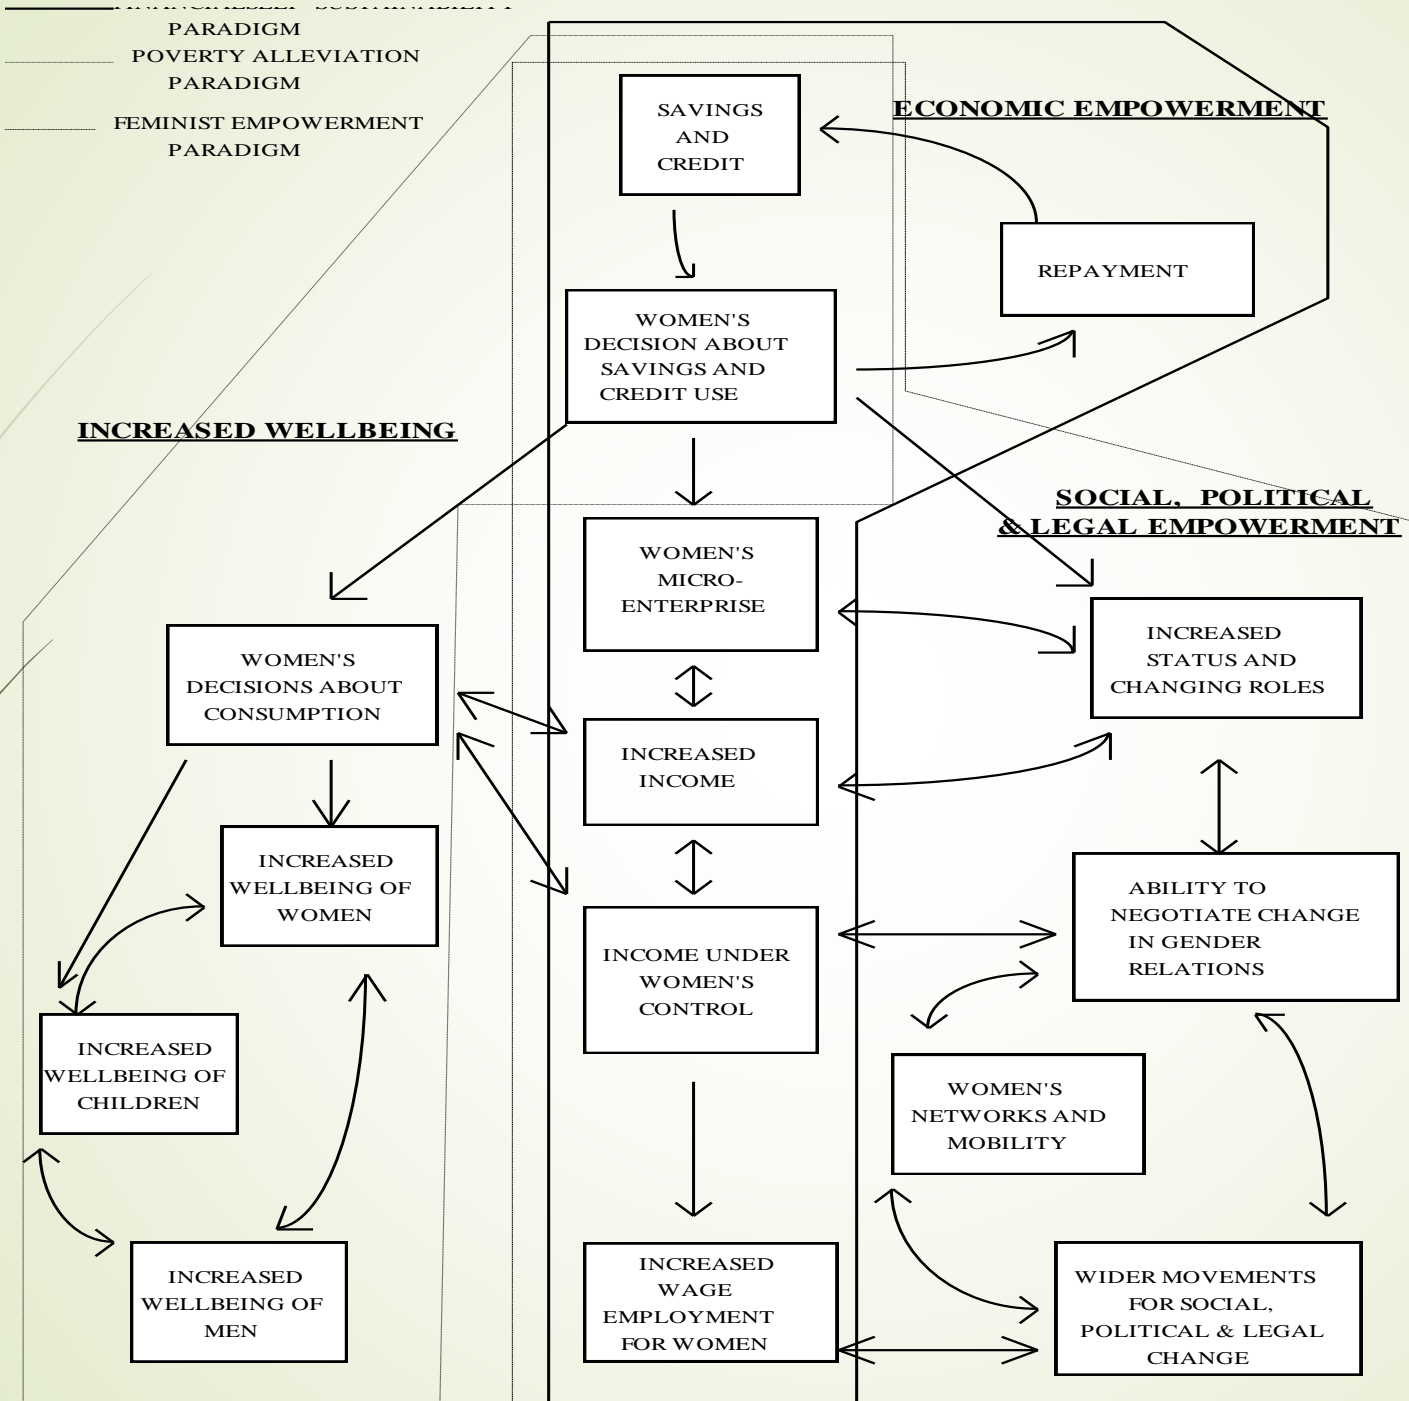 PARADIGM
POVERTY ALLEVIATION
PARADIGM
FEMINIST EMPOWERMENT
PARADIGM
SAVINGS
AND
CREDIT
ECONOMIC EMPOWERMENT
REPAYMENT
WOMEN'S
DECISION ABOUT
SAVINGS AND
CREDIT USE
INCREASED WELLBEING
SOCIAL, POLITICAL
& LEGAL EMPOWERMENT
WOMEN'S
MICRO-
ENTERPRISE
INCREASED
STATUS AND
CHANGING ROLES
WOMEN'S
DECISIONS ABOUT
CONSUMPTION
INCREASED
INCOME
INCREASED
WELLBEING OF
WOMEN
ABILITY TO
NEGOTIATE CHANGE
IN GENDER
RELATIONS
INCOME UNDER
WOMEN'S
CONTROL
INCREASED
WELLBEING OF
CHILDREN
WOMEN'S
NETWORKS AND
MOBILITY
INCREASED
WELLBEING OF
MEN
INCREASED
WAGE
EMPLOYMENT
FOR WOMEN
WIDER MOVEMENTS
FOR SOCIAL,
POLITICAL & LEGAL
CHANGE